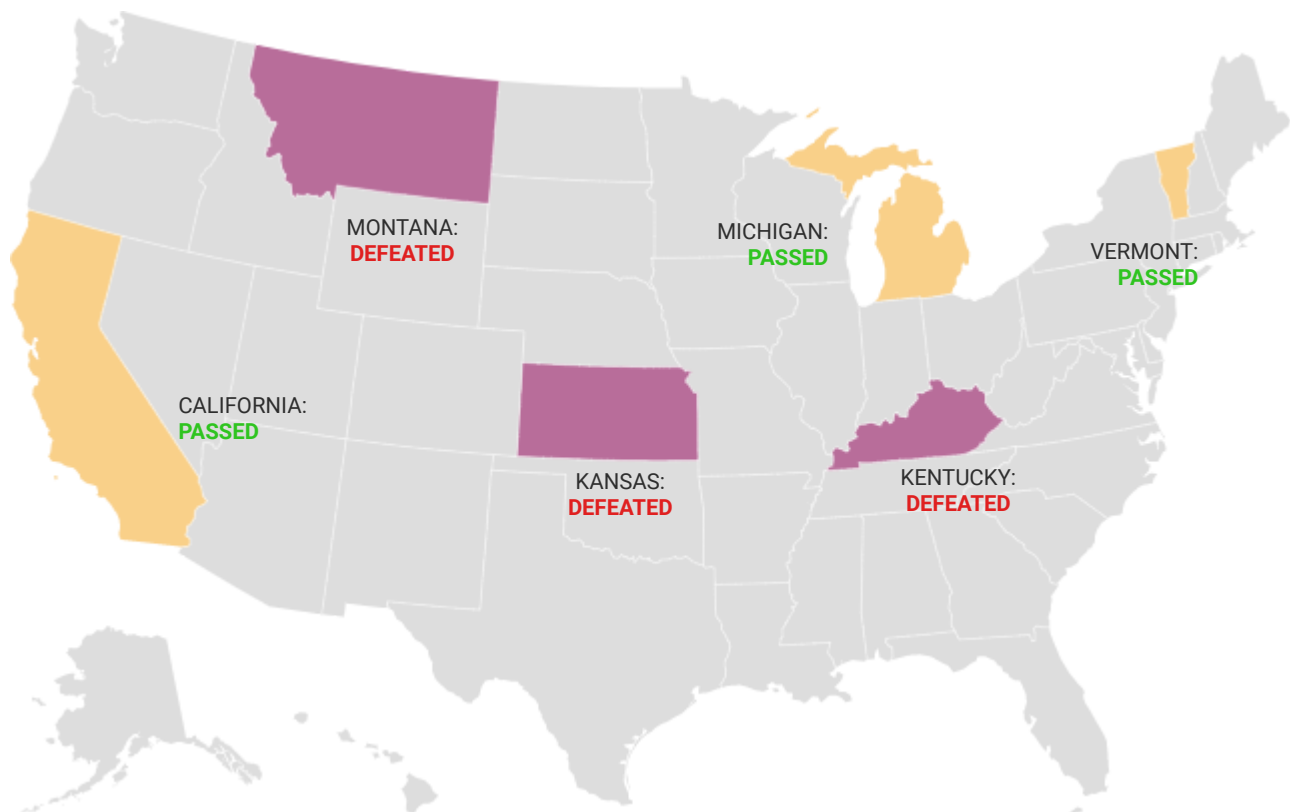 MONTANA:
DEFEATED
MICHIGAN:
PASSED
VERMONT:
PASSED
CALIFORNIA:
PASSED
KANSAS:
DEFEATED
KENTUCKY:
DEFEATED